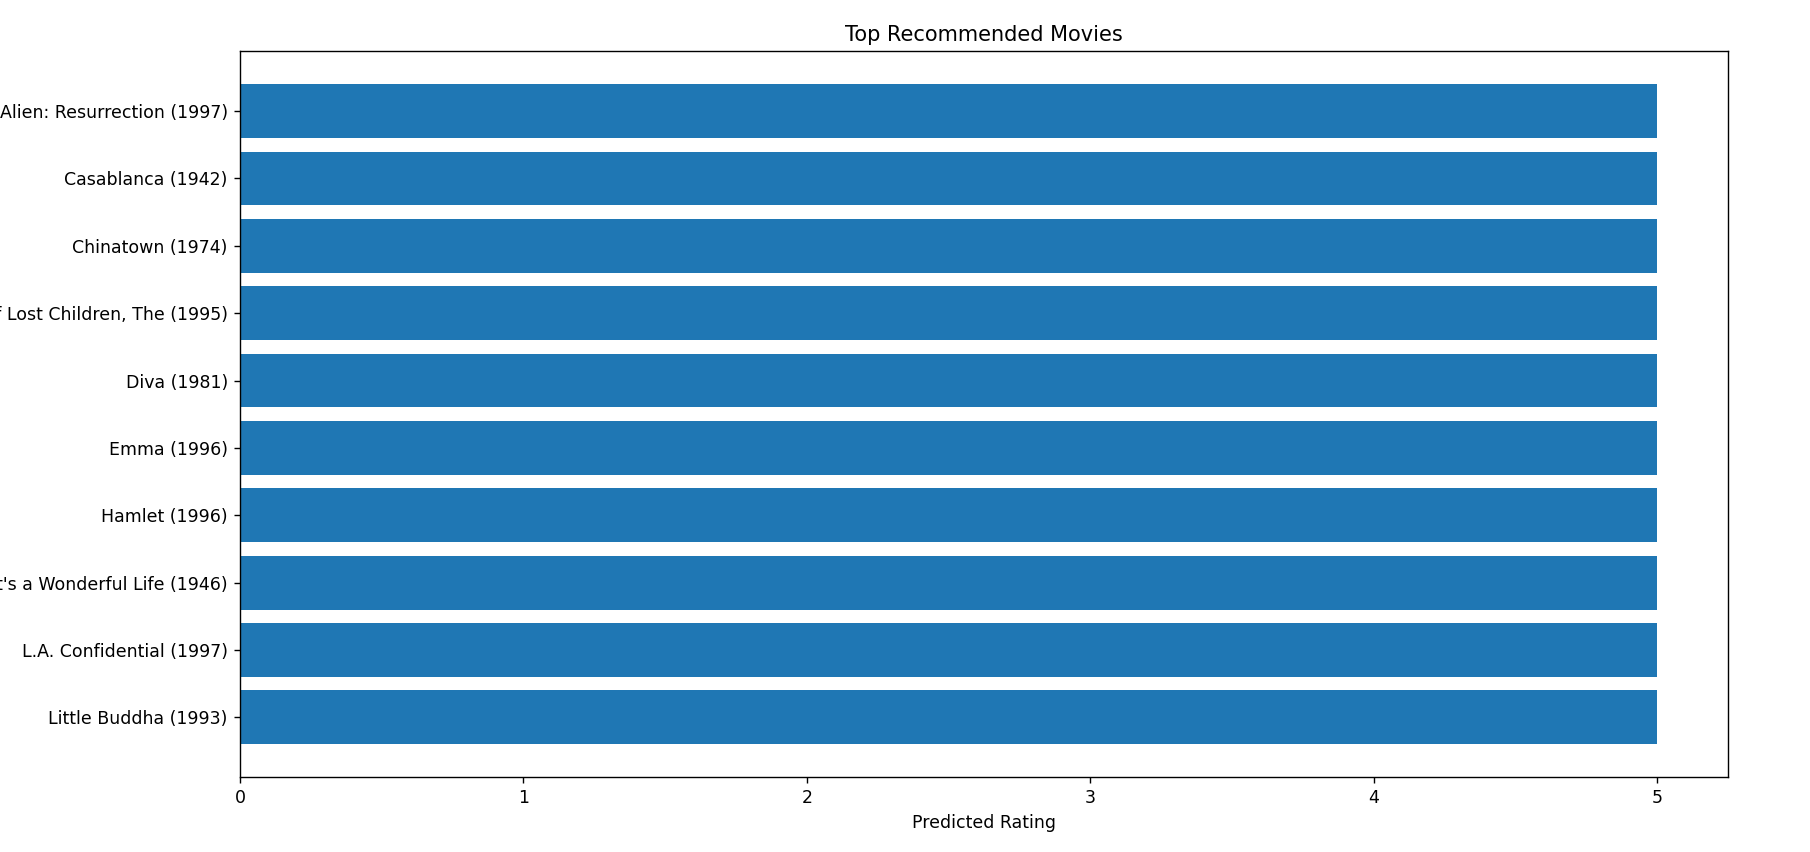 Top Recommended Movies
Alien: Resurrection (1997)
Casablanca (1942)
Chinatown (1974)
Lost Children, The (1995)
Diva (1981)
Emma (1996)
Hamlet (1996)
t's a Wonderful Life (1946)
L.A. Confidential (1997)
Little Buddha (1993)
0 1 2 3 4 5
Predicted Rating